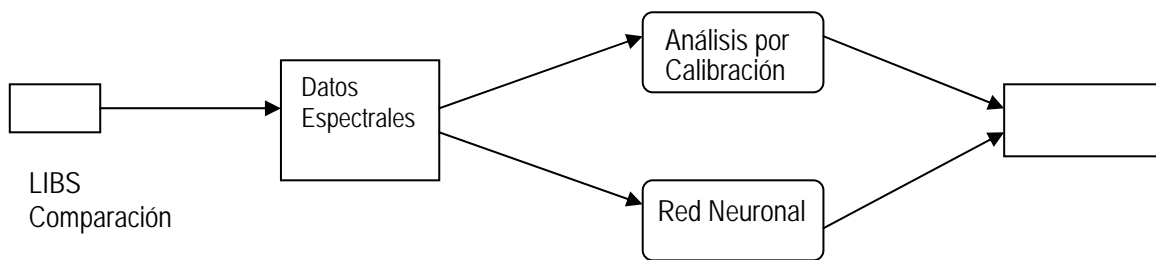 Datos
Espectrales
Análisis por
Calibración
LIBS
Comparación
Red Neuronal